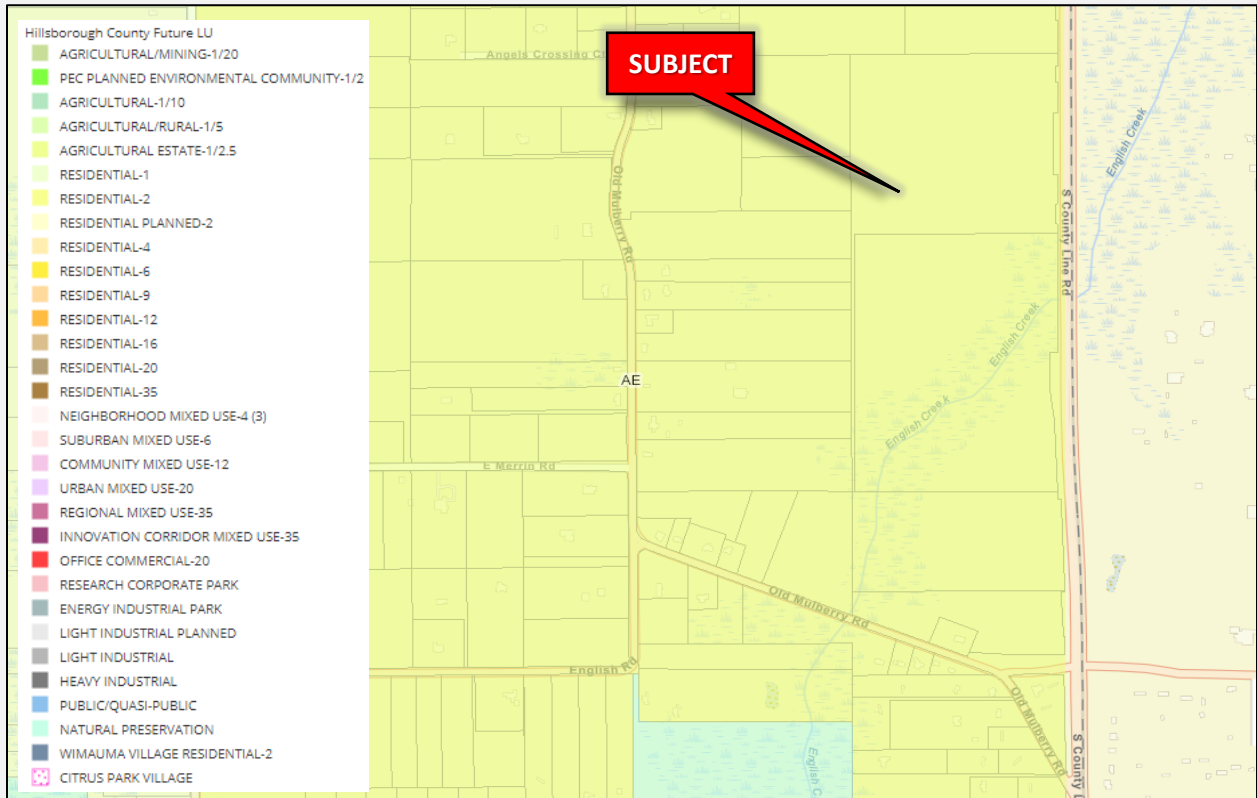 Hillsborough County Future LU
AGRICULTURAL/MINING-1/20
PEC PLANNED ENVIRONMENTAL COMMUNITY-1/2
AGRICULTURAL-1/10
AGRICULTURAL/RURAL-1/5
AGRICULTURAL ESTATE-1/2.5
RESIDENTIAL-1
RESIDENTIAL-2
RESIDENTIAL PLANNED-2
RESIDENTIAL-4
RESIDENTIAL-6
RESIDENTIAL-9
RESIDENTIAL-12
RESIDENTIAL-16
RESIDENTIAL-20
RESIDENTIAL-35
NEIGHBORHOOD MIXED USE-4 (3)
SUBURBAN MIXED USE-6
COMMUNITY MIXED USE-12
URBAN MIXED USE-20
REGIONAL MIXED USE-35
INNOVATION CORRIDOR MIXED USE-35
OFFICE COMMERCIAL-20
RESEARCH CORPORATE PARK
ENERGY INDUSTRIAL PARK
LIGHT INDUSTRIAL PLANNED
LIGHT INDUSTRIAL
HEAVY INDUSTRIAL
PUBLIC/QUASI-PUBLIC
NATURAL PRESERVATION
WIMAUMA VILLAGE RESIDENTIAL-2
CITRUS PARK VILLAGE
Angels Crossing
SUBJECT
English Creek
Old Mulberry Rd
S County Line Rd
English Creek
AE
English Creek
E Merrin Rd
Old Mulberry Rd
English Rd
Old Mulberry Rd
English C
S County